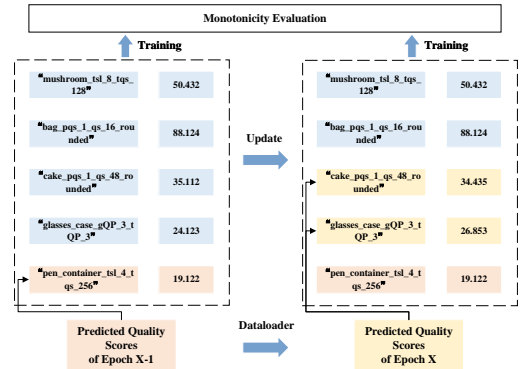 Monotonicity Evaluation
Training
Training
❝mushroom_tsl_8_tqs_
128❞
50.432
❝bag_pqs_1_qs_16_rou
nded❞
88.124
❝cake_pqs_1_qs_48_ro
unded❞
35.112
❝glasses_case_gQP_3_t
QP_3❞
24.123
❝pen_container_tsl_4_t
qs_256❞
19.122
Update
❝mushroom_tsl_8_tqs_
128❞
50.432
❝bag_pqs_1_qs_16_rou
nded❞
88.124
❝cake_pqs_1_qs_48_ro
unded❞
34.435
❝glasses_case_gQP_3_t
QP_3❞
26.853
❝pen_container_tsl_4_t
qs_256❞
19.122
Predicted Quality
Scores
of Epoch X-1
Dataloader
Predicted Quality
Scores
of Epoch X